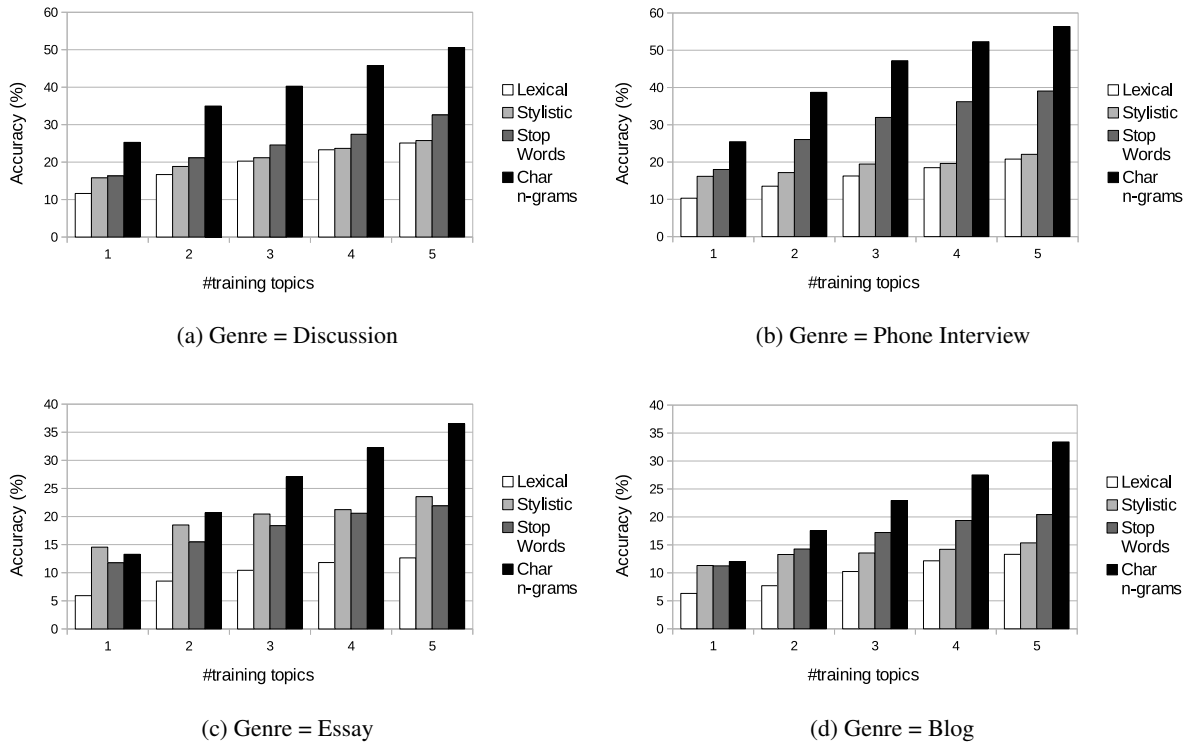 60
50
40
30
20
10
0
Accuracy (%)
1 2 3 4 5
#training topics
Lexical
Stylistic
Stop
Words
Char
n-grams
(a) Genre = Discussion
60
50
40
30
20
10
0
Accuracy (%)
1 2 3 4 5
#training topics
Lexical
Stylistic
Stop
Words
Char
n-grams
(b) Genre = Phone Interview
40
35
30
25
20
15
10
5
0
Accuracy (%)
1 2 3 4 5
#training topics
Lexical
Stylistic
Stop
Words
Char
n-grams
(c) Genre = Essay
40
35
30
25
20
15
10
5
0
Accuracy (%)
1 2 3 4 5
#training topics
Lexical
Stylistic
Stop
Words
Char
n-grams
(d) Genre = Blog